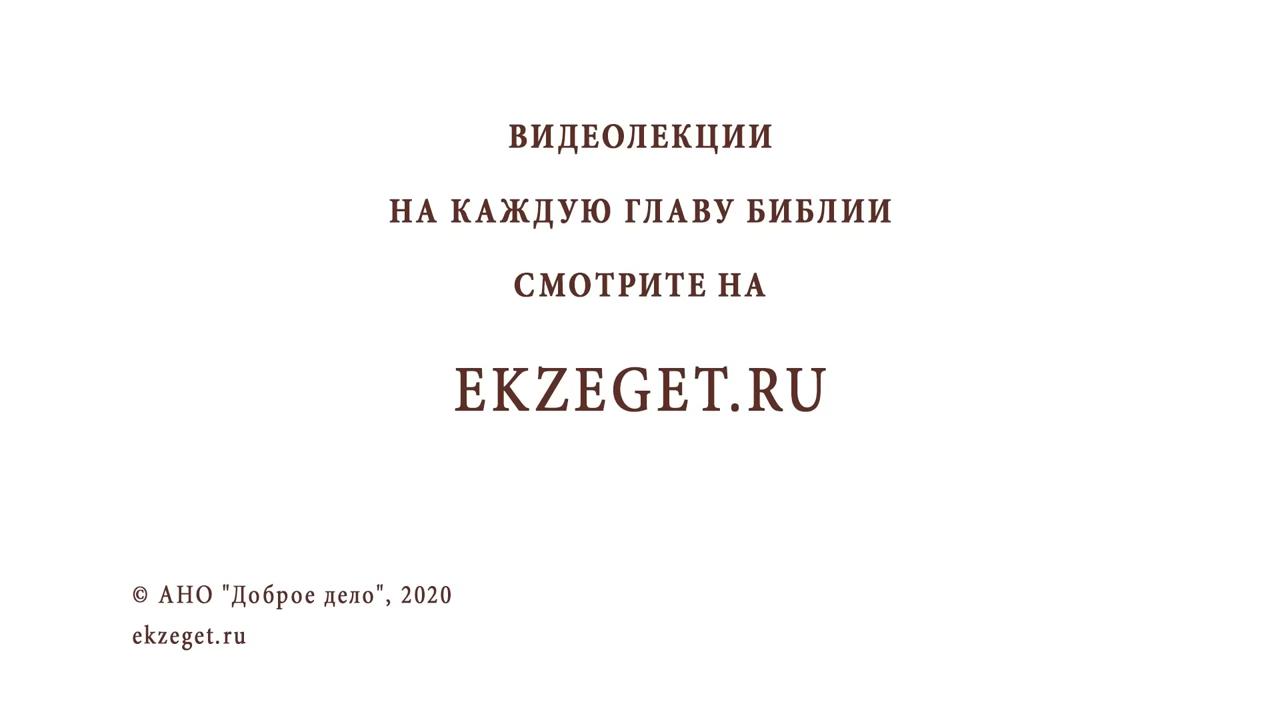 ВИДЕОЛЕКЦИИ
НА КАЖДУЮ ГЛАВУ БИБЛИИ
СМОТРИТЕ НА
EKZEGET.RU
© АНО "Доброе дело", 2020
ekzeget.ru